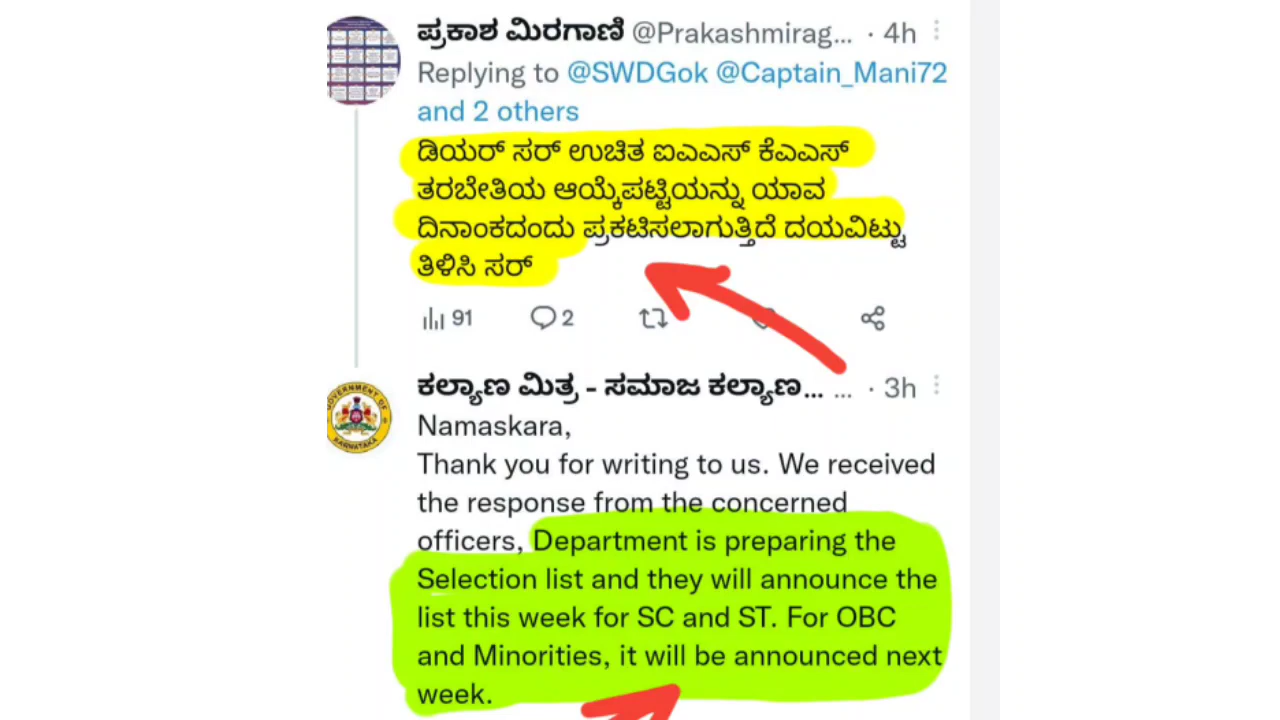 ಪ್ರಕಾಶ ಮಿರಗಾಣಿ @Prakashmirag... · 4h
Replying to @SWDGok @Captain_Mani72
and 2 others
ಡಿಯರ್ ಸರ್ ಉಚಿತ ಐಎಎಸ್ ಕೆಎಎಸ್
ತರಬೇತಿಯ ಆಯ್ಕೆಪಟ್ಟಿಯನ್ನು ಯಾವ
ದಿನಾಂಕದಂದು ಪ್ರಕಟಿಸಲಾಗುತ್ತಿದೆ ದಯವಿಟ್ಟು
ತಿಳಿಸಿ ಸರ್
91 2
ಕಲ್ಯಾಣ ಮಿತ್ರ - ಸಮಾಜ ಕಲ್ಯಾಣ... ... · 3h
GOVERNMENT OF
KARNATAKA
Namaskara,
Thank you for writing to us. We received
the response from the concerned
officers, Department is preparing the
Selection list and they will announce the
list this week for SC and ST. For OBC
and Minorities, it will be announced next
week.